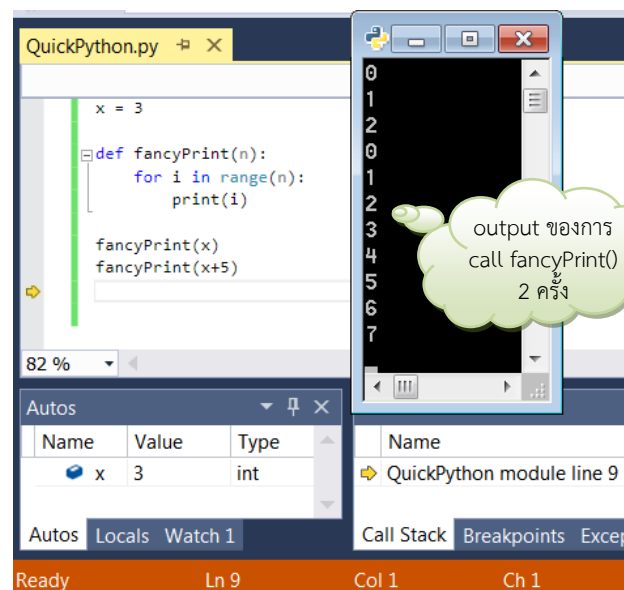 QuickPython.py
x = 3
def fancyPrint(n):
for i in range(n):
print(i)
fancyPrint(x)
fancyPrint(x+5)
82 %
0
1
2
0
1
2
3
4
5
6
7
output ของการ
call fancyPrint()
2 ครั้ง
Autos
Name Value Type
x 3 int
Autos Locals Watch 1
Name
QuickPython module line 9
Call Stack Breakpoints Excep
Ready Ln 9 Col 1 Ch 1